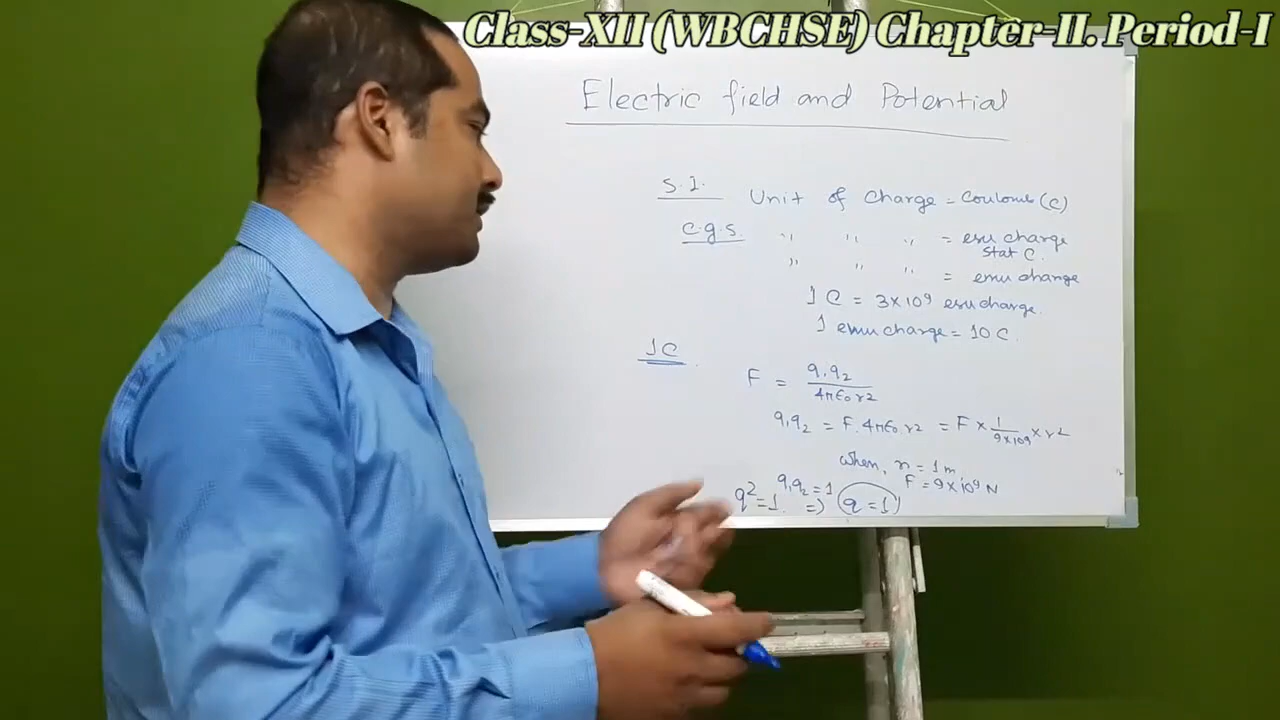 Class-XII (WBCHSE) Chapter-II. Period-I
Electric field and Potential
S.I. Unit of Charge = Coulomb (C)
C.g.s. " " " = esu charge
stat C.
" " " = emu charge
1 C = 3×10⁹ esu charge.
1 emu charge = 10 C.
1C
F = q₁q₂ / 4πε₀r2
q₁q₂ = F.4πε₀r2 = F × 1/9×10⁹ × r2
when, r = 1m
F = 9×10⁹ N
q₁q₂ = 1
q² = 1. => q = 1